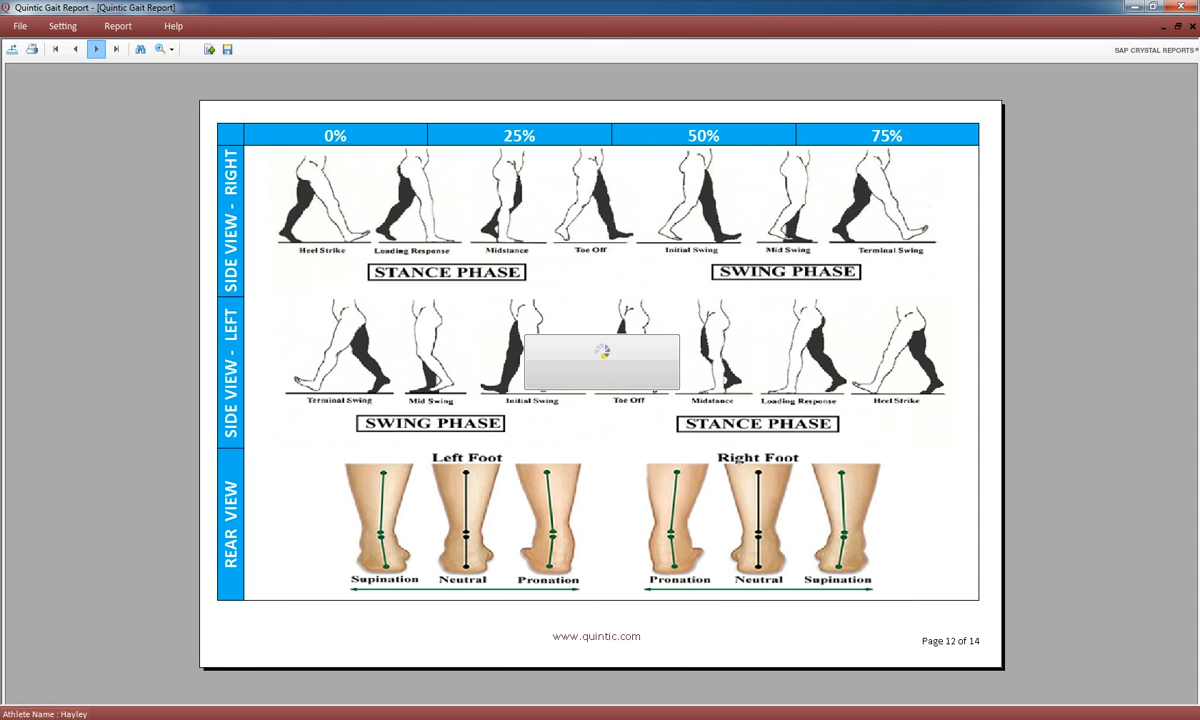 Quintic Gait Report - [Quintic Gait Report]
File Setting Report Help
SAP CRYSTAL REPORTS®
0% 25% 50% 75%
SIDE VIEW - RIGHT
Heel Strike Loading Response Midstance Toe Off Initial Swing Mid Swing Terminal Swing
STANCE PHASE SWING PHASE
SIDE VIEW - LEFT
Terminal Swing Mid Swing Initial Swing Toe Off Midstance Loading Response Heel Strike
SWING PHASE STANCE PHASE
REAR VIEW
Left Foot Right Foot
Supination Neutral Pronation Pronation Neutral Supination
www.quintic.com
Page 12 of 14
Athlete Name : Hayley